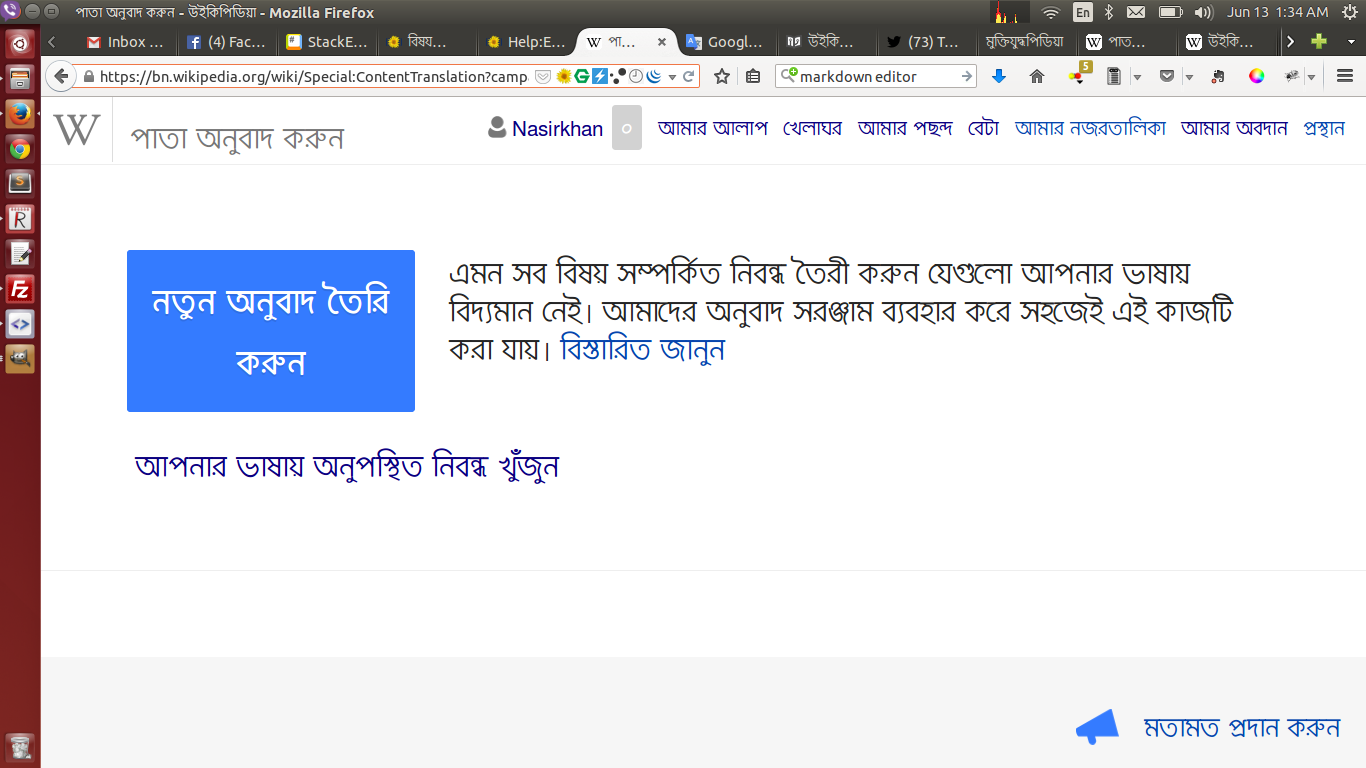 পাতা অনুবাদ করুন - উইকিপিডিয়া - Mozilla Firefox
En
Jun 13 1:34 AM
Inbox ...
(4) Fac...
StackE...
বিষয...
Help:E...
পা...
Google...
উইকি...
(73) T...
মুক্তিযুদ্ধপিডিয়া
পাত...
উইকি...
https://bn.wikipedia.org/wiki/Special:ContentTranslation?camp
markdown editor
5
W
পাতা অনুবাদ করুন
Nasirkhan
০
আমার আলাপ
খেলাঘর
আমার পছন্দ
বেটা
আমার নজরতালিকা
আমার অবদান
প্রস্থান
নতুন অনুবাদ তৈরি
করুন
এমন সব বিষয় সম্পর্কিত নিবন্ধ তৈরী করুন যেগুলো আপনার ভাষায়
বিদ্যমান নেই। আমাদের অনুবাদ সরঞ্জাম ব্যবহার করে সহজেই এই কাজটি
করা যায়। বিস্তারিত জানুন
আপনার ভাষায় অনুপস্থিত নিবন্ধ খুঁজুন
মতামত প্রদান করুন